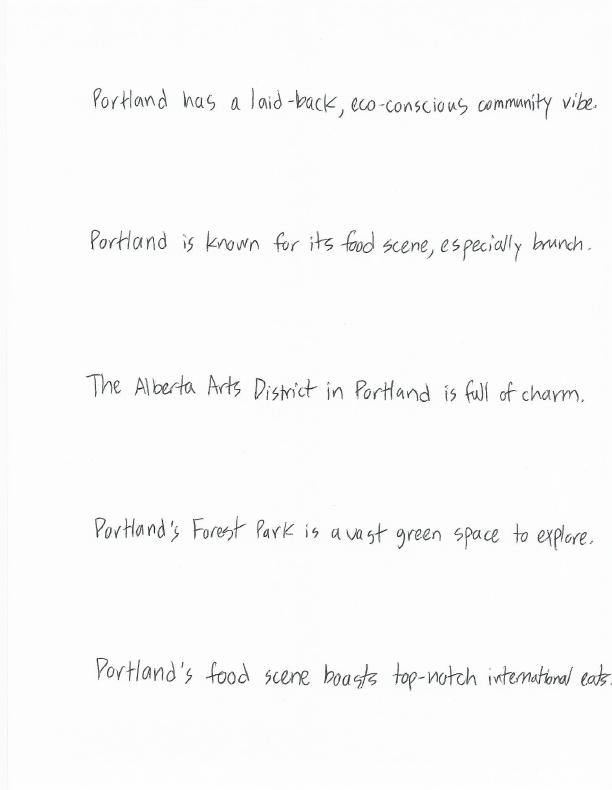 Portland has a laid-back, eco-conscious community vibe.
Portland is known for its food scene, especially brunch.
The Alberta Arts District in Portland is full of charm.
Portland's Forest Park is a vast green space to explore.
Portland's food scene boasts top-notch international eats.